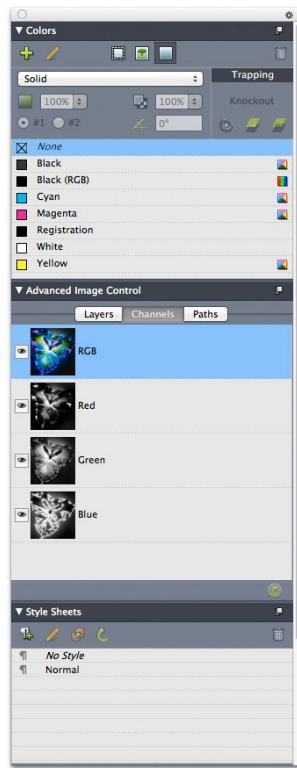 Colors
Solid
Trapping
100% 100% Knockout
#1 #2 0°
None
Black
Black (RGB)
Cyan
Magenta
Registration
White
Yellow
Advanced Image Control
Layers Channels Paths
RGB
Red
Green
Blue
Style Sheets
No Style
Normal